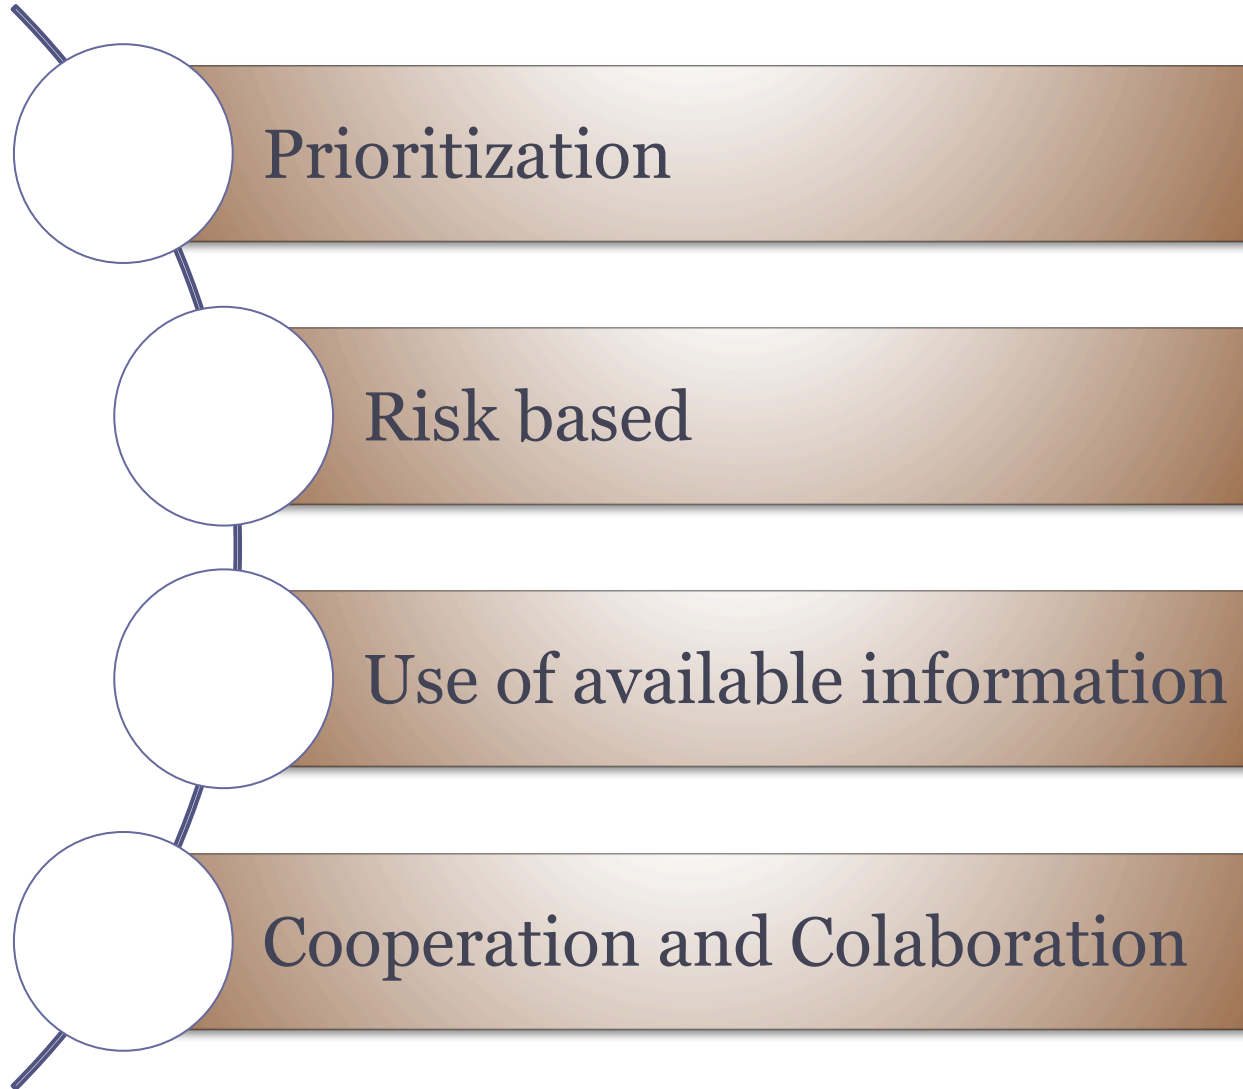 Prioritization
Risk based
Use of available information
Cooperation and Colaboration